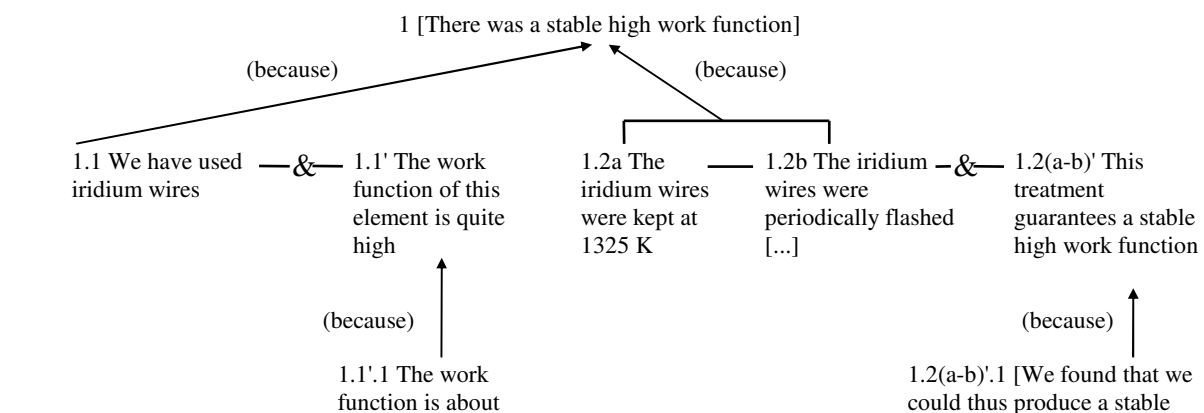 1 [There was a stable high work function]
(because)
(because)
1.1 We have used
iridium wires
&
1.1' The work
function of this
element is quite
high
1.2a The
iridium wires
were kept at
1325 K
1.2b The iridium
wires were
periodically flashed
[...]
&
1.2(a-b)' This
treatment
guarantees a stable
high work function
(because)
(because)
1.1'.1 The work
function is about
1.2(a-b)'.1 [We found that we
could thus produce a stable